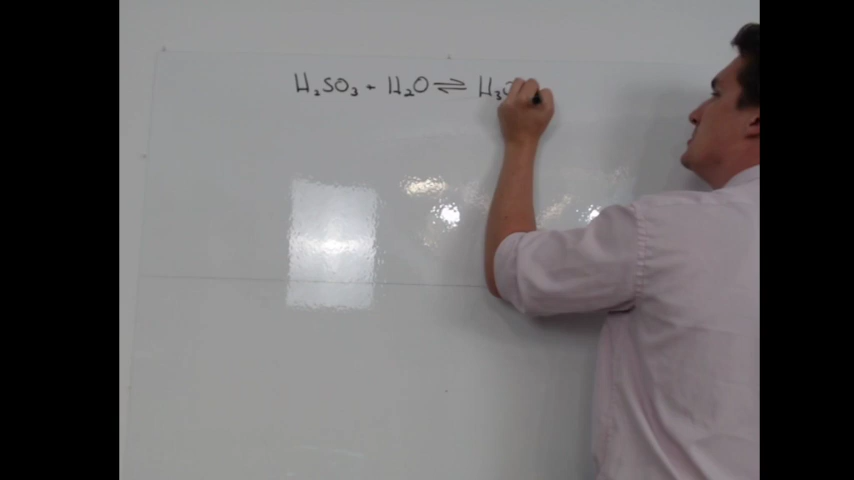 H₂SO₃ + H₂O ⇌ H₃O